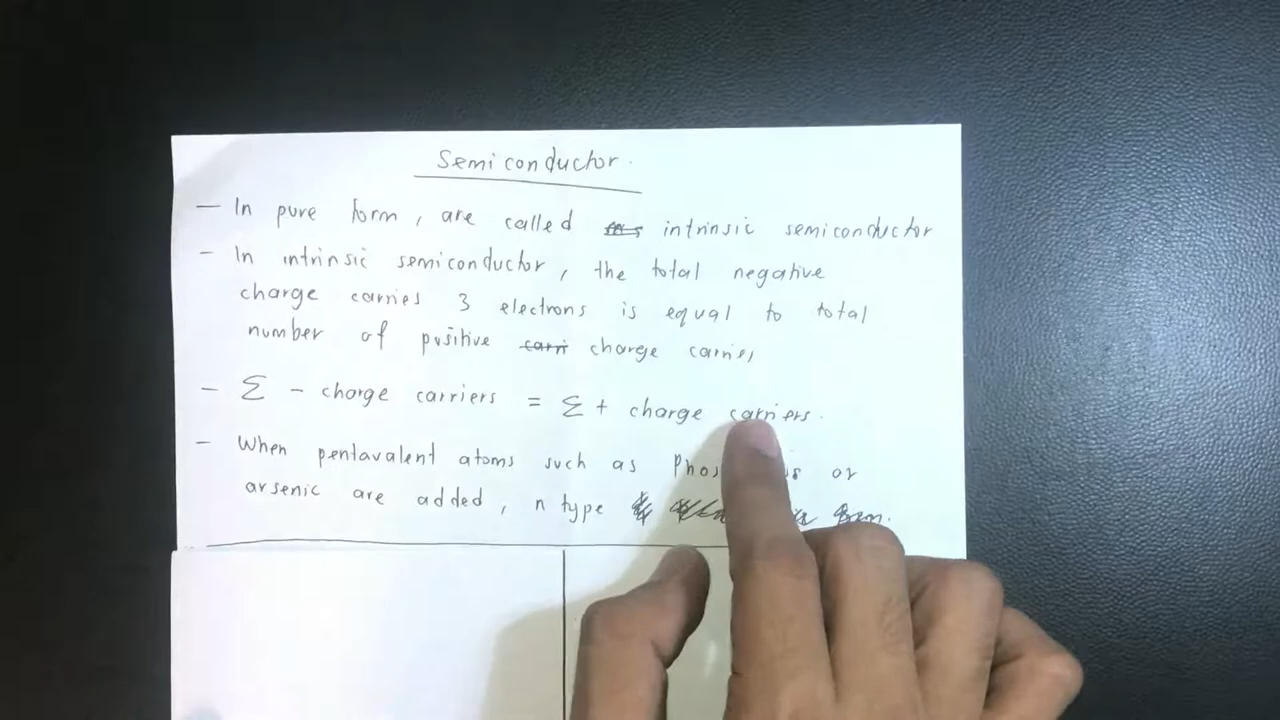 Semiconductor.
— In pure form, are called intrinsic semiconductor
- In intrinsic semiconductor, the total negative
charge carries 3 electrons is equal to total
number of positive carri charge carries
- Σ - charge carriers = Σ + charge carriers.
- When pentavalent atoms such as or
arsenic are added, n type